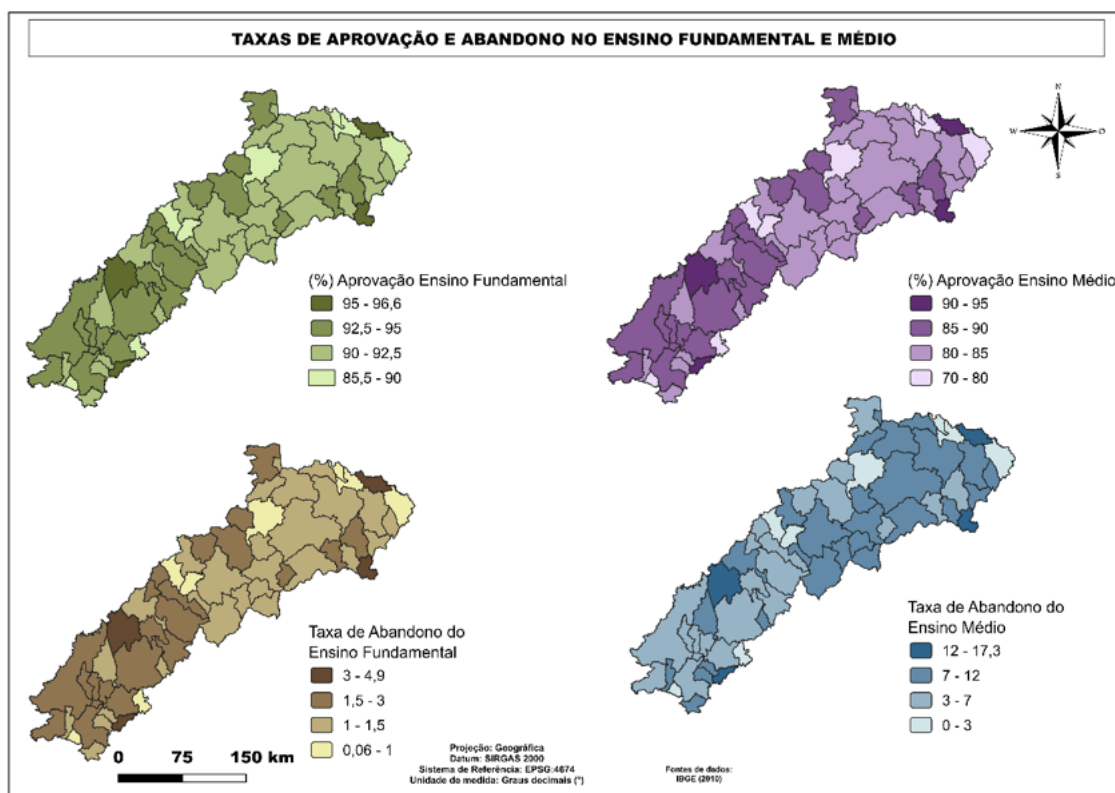 TAXAS DE APROVAÇÃO E ABANDONO NO ENSINO FUNDAMENTAL E MÉDIO
N
W
O
S
(%) Aprovação Ensino Fundamental
95 - 96,6
92,5 - 95
90 - 92,5
85,5 - 90
(%) Aprovação Ensino Médio
90 - 95
85 - 90
80 - 85
70 - 80
Taxa de Abandono do
Ensino Fundamental
3 - 4,9
1,5 - 3
1 - 1,5
0,06 - 1
Taxa de Abandono do
Ensino Médio
12 - 17,3
7 - 12
3 - 7
0 - 3
0 75 150 km
Projeção: Geográfica
Datum: SIRGAS 2000
Sistema de Referência: EPSG:4674
Unidade de medida: Graus decimais (°)
Fontes de dados:
IBGE (2010)